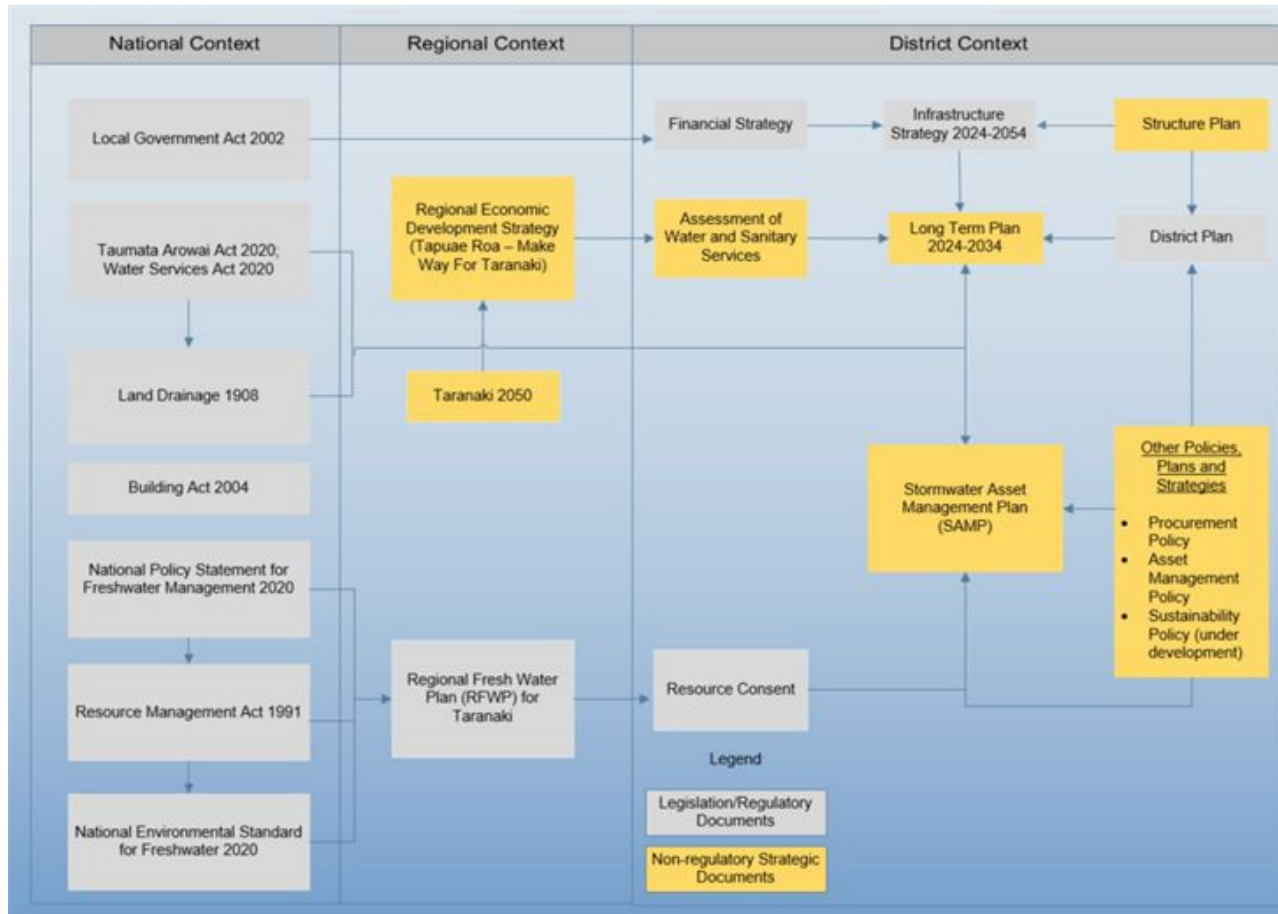 National Context
Regional Context
District Context
Local Government Act 2002
Financial Strategy
Infrastructure
Strategy 2024-2054
Structure Plan
Taumata Arowai Act 2020;
Water Services Act 2020
Regional Economic
Development Strategy
(Tapuae Roa – Make
Way For Taranaki)
Assessment of
Water and Sanitary
Services
Long Term Plan
2024-2034
District Plan
Land Drainage 1908
Taranaki 2050
Building Act 2004
Stormwater Asset
Management Plan
(SAMP)
Other Policies,
Plans and
Strategies
• Procurement
Policy
• Asset
Management
Policy
• Sustainability
Policy (under
development)
National Policy Statement for
Freshwater Management 2020
Resource Management Act 1991
Regional Fresh Water
Plan (RFWP) for
Taranaki
Resource Consent
National Environmental Standard
for Freshwater 2020
Legend
Legislation/Regulatory
Documents
Non-regulatory Strategic
Documents